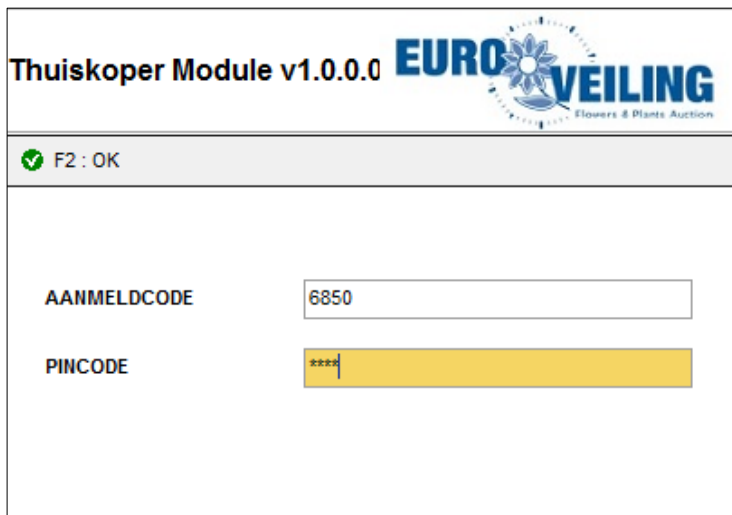 Thuiskoper Module v1.0.0.0
EURO
VEILING
Flowers & Plants Auction
F2 : OK
AANMELDCODE 6850
PINCODE ****